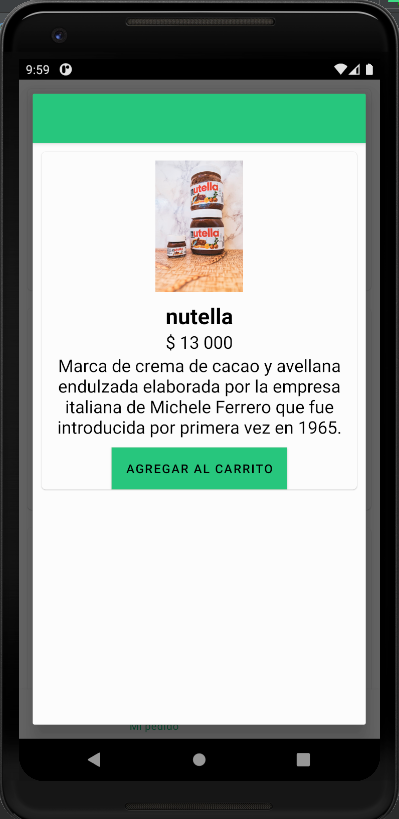 9:59
nutella
nutella
nutella
$ 13 000
Marca de crema de cacao y avellana
endulzada elaborada por la empresa
italiana de Michele Ferrero que fue
introducida por primera vez en 1965.
AGREGAR AL CARRITO
Mi pedido